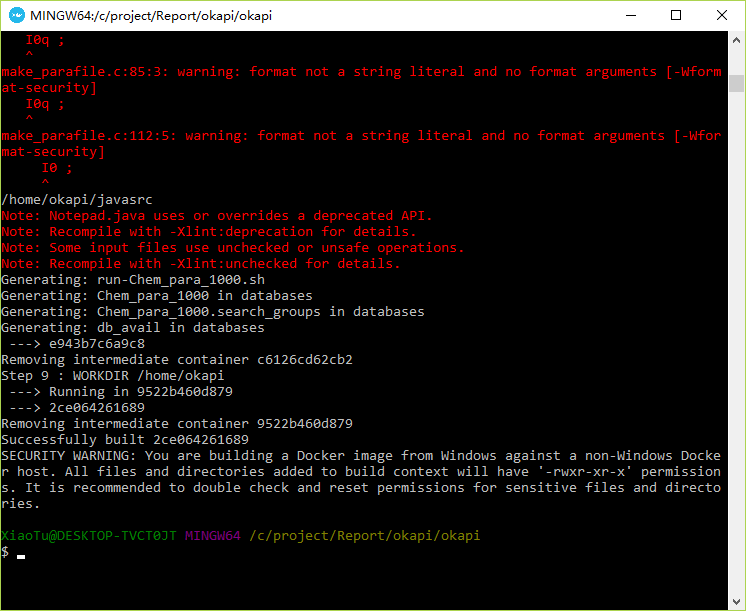 MINGW64:/c/project/Report/okapi/okapi
I0q ;
^
make_parafile.c:85:3: warning: format not a string literal and no format arguments [-Wform
at-security]
I0q ;
^
make_parafile.c:112:5: warning: format not a string literal and no format arguments [-Wfor
mat-security]
I0 ;
^
/home/okapi/javasrc
Note: Notepad.java uses or overrides a deprecated API.
Note: Recompile with -Xlint:deprecation for details.
Note: Some input files use unchecked or unsafe operations.
Note: Recompile with -Xlint:unchecked for details.
Generating: run-Chem_para_1000.sh
Generating: Chem_para_1000 in databases
Generating: Chem_para_1000.search_groups in databases
Generating: db_avail in databases
---> e943b7c6a9c8
Removing intermediate container c6126cd62cb2
Step 9 : WORKDIR /home/okapi
---> Running in 9522b460d879
---> 2ce064261689
Removing intermediate container 9522b460d879
Successfully built 2ce064261689
SECURITY WARNING: You are building a Docker image from Windows against a non-Windows Docke
r host. All files and directories added to build context will have '-rwxr-xr-x' permission
s. It is recommended to double check and reset permissions for sensitive files and directo
ries.
XiaoTu@DESKTOP-TVCT0JT MINGW64 /c/project/Report/okapi/okapi
$